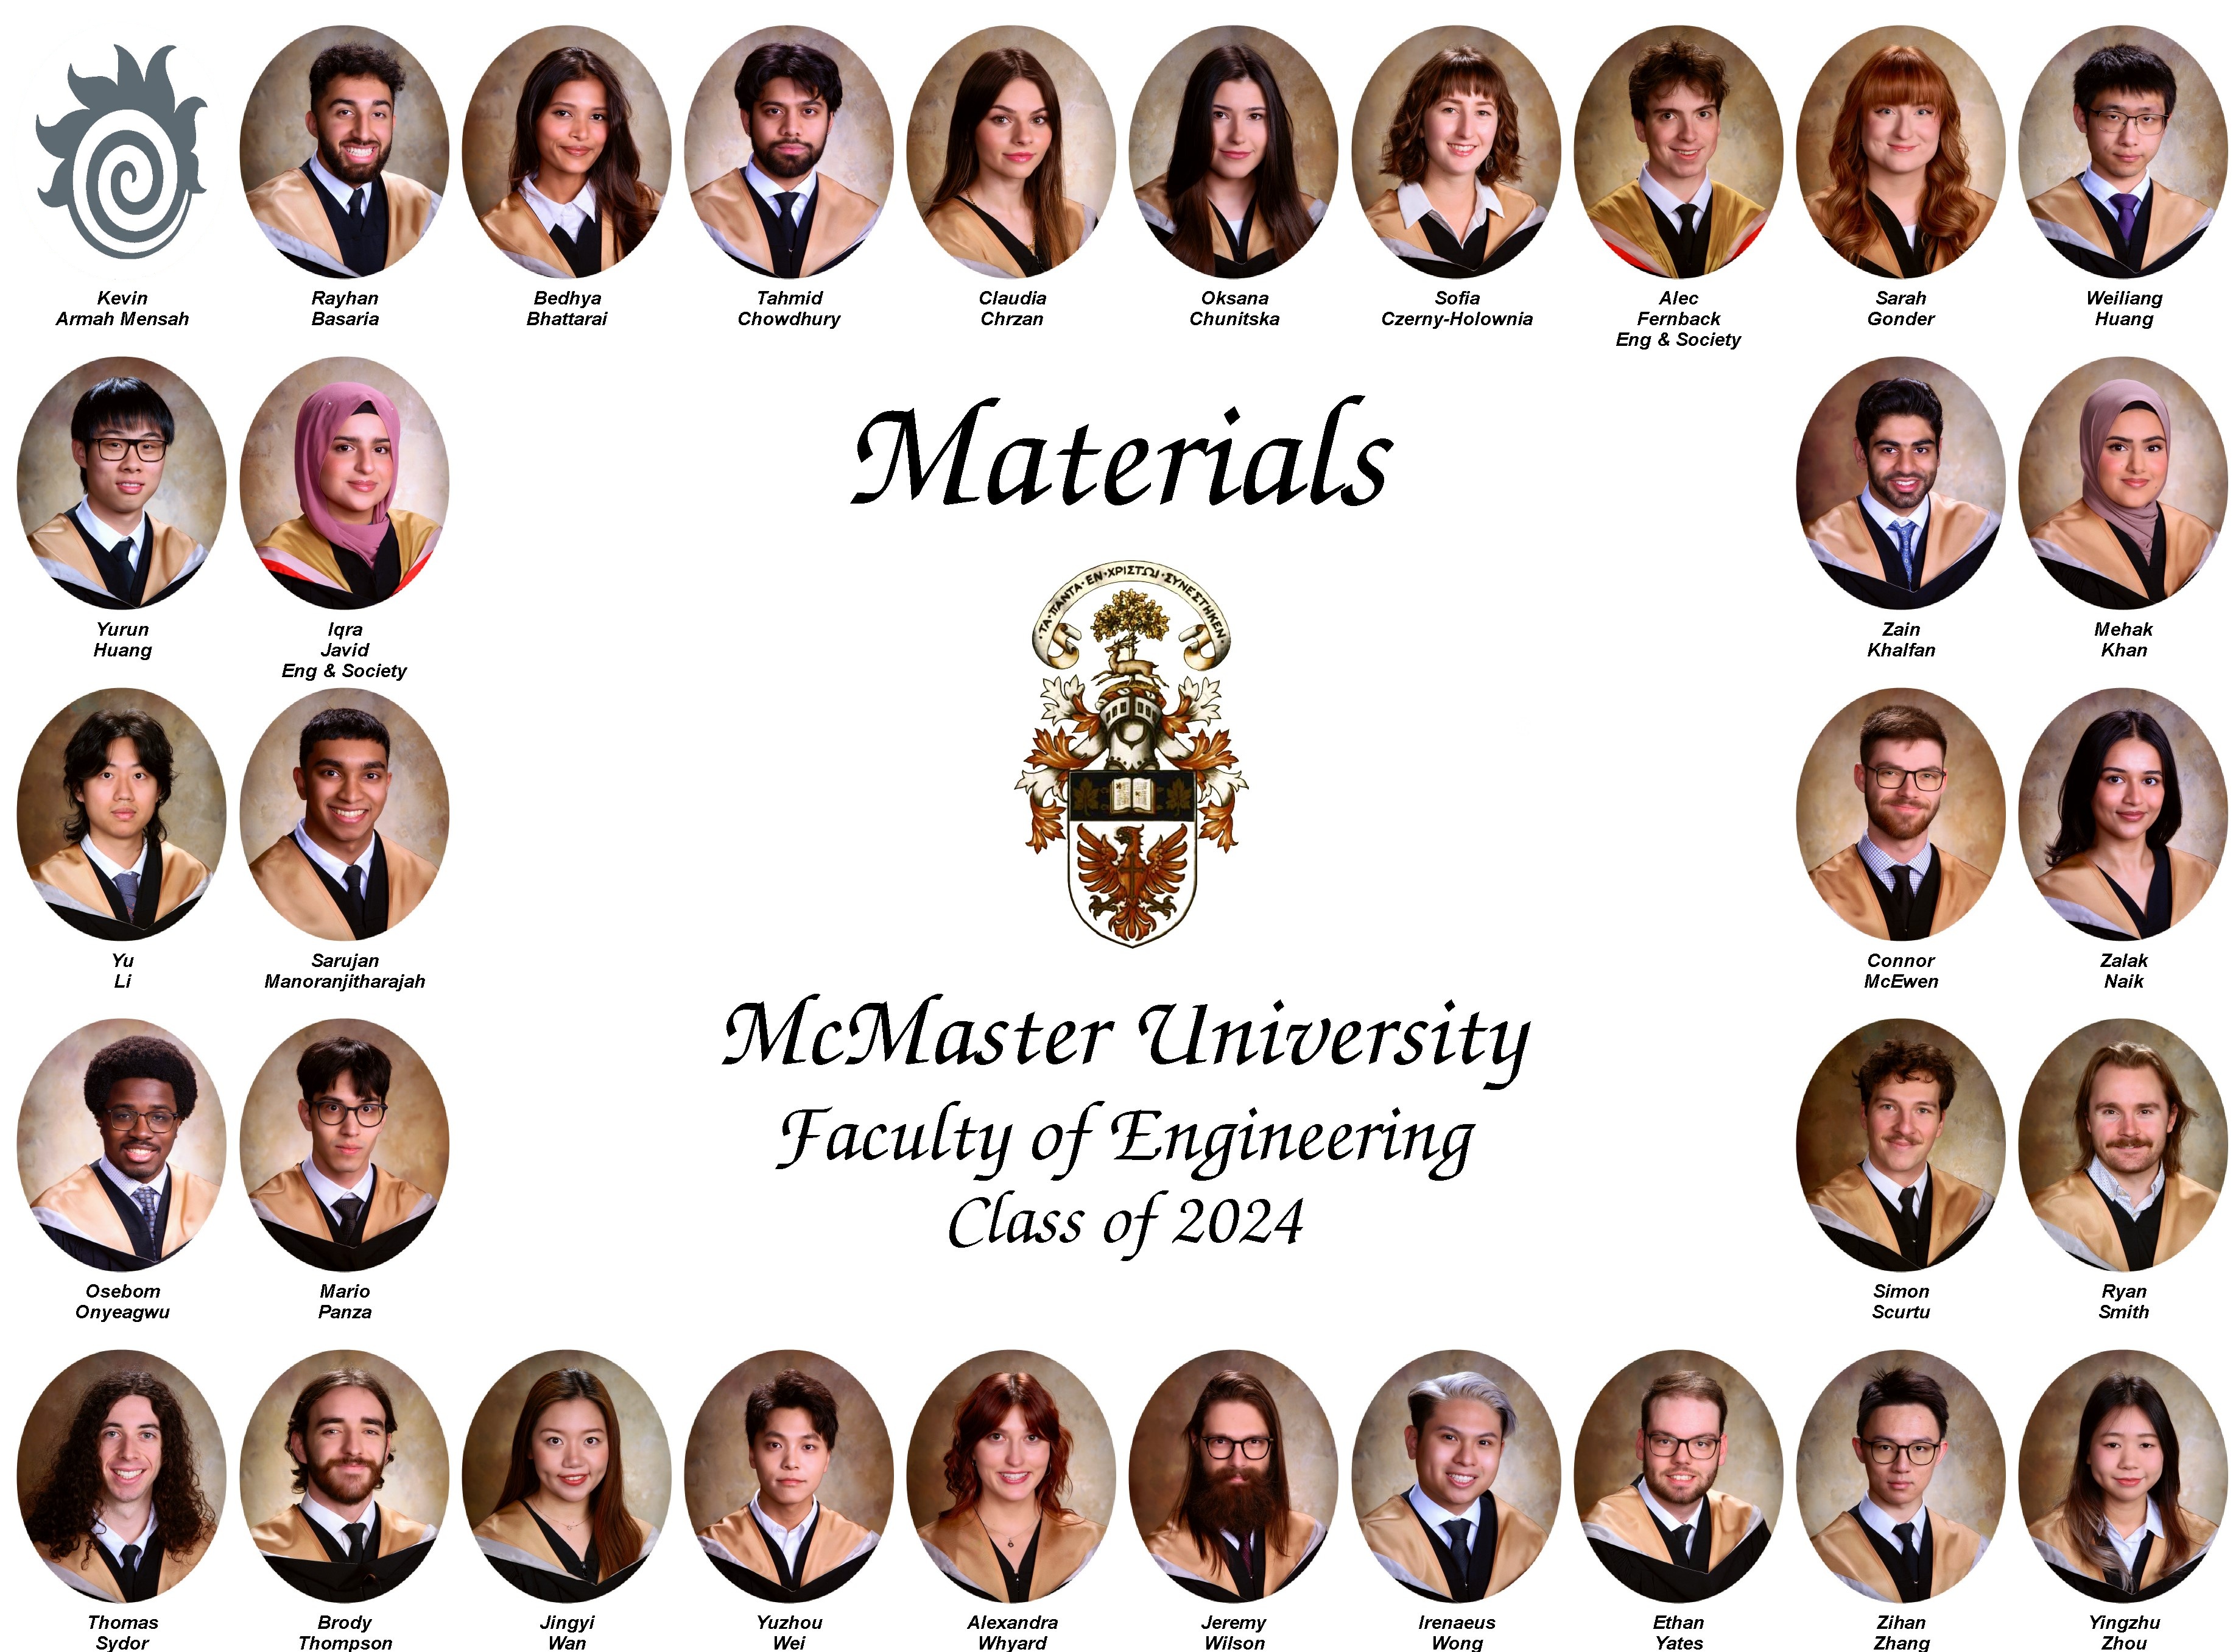 Kevin
Armah Mensah
Rayhan
Basaria
Bedhya
Bhattarai
Tahmid
Chowdhury
Claudia
Chrzan
Oksana
Chunitska
Sofia
Czerny-Holownia
Alec
Fernback
Eng & Society
Sarah
Gonder
Weiliang
Huang
Yurun
Huang
Iqra
Javid
Eng & Society
Materials
Zain
Khalfan
Mehak
Khan
·ΤΑ·ΠΑΝΤΑ·ΕΝ·ΧΡΙΣΤΩΙ·ΣΥΝΕΣΤΗΚΕΝ·
Yu
Li
Sarujan
Manoranjitharajah
Connor
McEwen
Zalak
Naik
McMaster University
Faculty of Engineering
Class of 2024
Osebom
Onyeagwu
Mario
Panza
Simon
Scurtu
Ryan
Smith
Thomas
Sydor
Brody
Thompson
Jingyi
Wan
Yuzhou
Wei
Alexandra
Whyard
Jeremy
Wilson
Irenaeus
Wong
Ethan
Yates
Zihan
Zhang
Yingzhu
Zhou